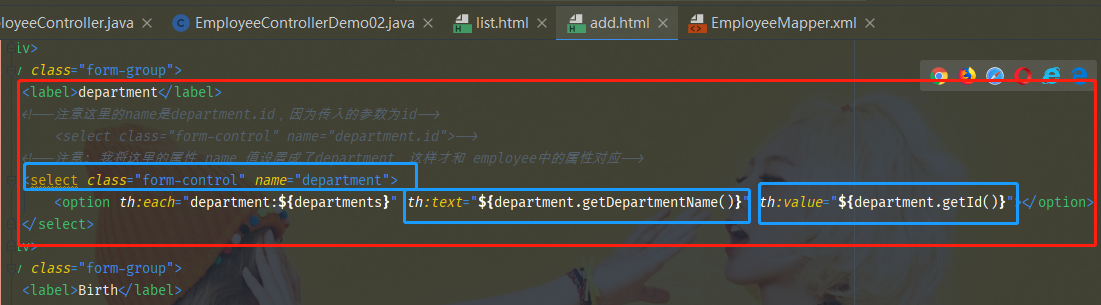 loyeeController.java × EmployeeControllerDemo02.java × list.html × add.html × EmployeeMapper.xml ×
iv>
class="form-group">
<label>department</label>
<!--注意这里的name是department.id，因为传入的参数为id-->
<select class="form-control" name="department.id">-->
<!--注意: 我将这里的属性 name 值设置成了department, 这样才和 employee中的属性对应-->
<select class="form-control" name="department">
<option th:each="department:${departments}" th:text="${department.getDepartmentName()}" th:value="${department.getId()}"></option>
</select>
iv>
class="form-group">
<label>Birth</label>